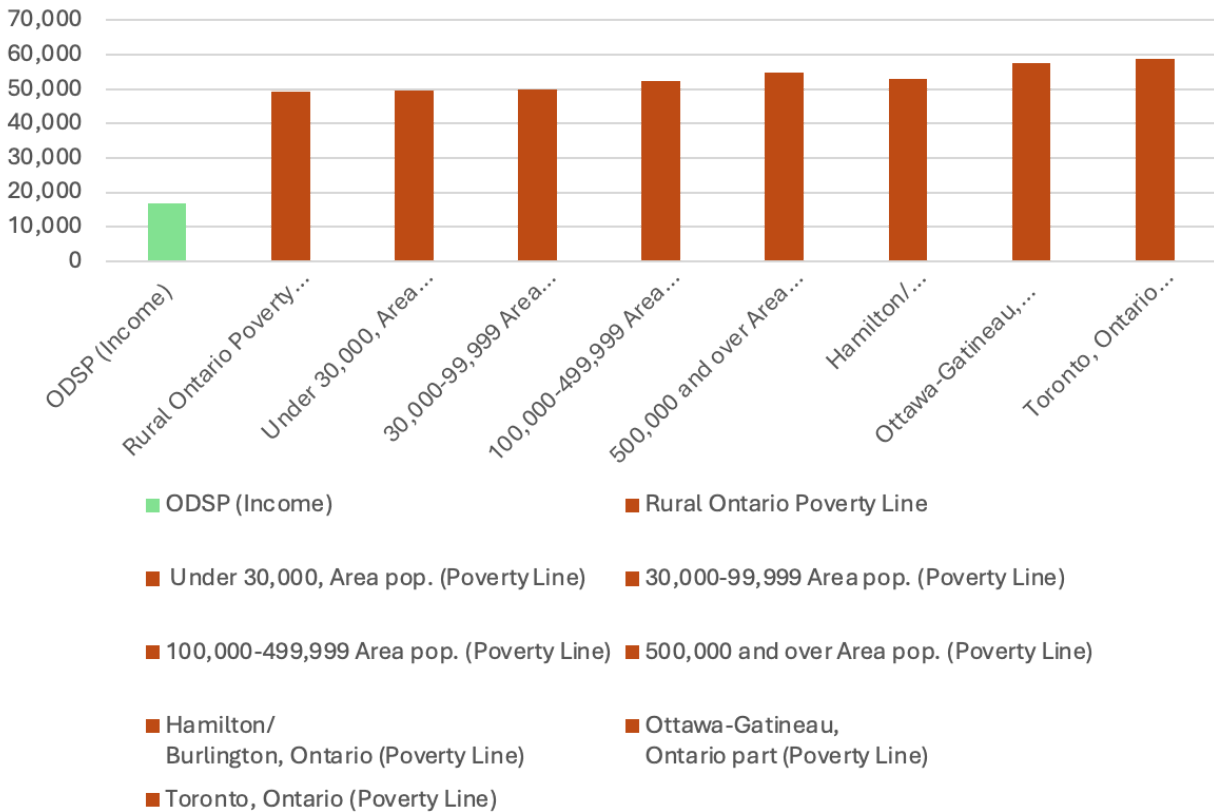 70,000
60,000
50,000
40,000
30,000
20,000
10,000
0
ODSP (Income)
Rural Ontario Poverty...
Under 30,000, Area...
30,000-99,999 Area...
100,000-499,999 Area...
500,000 and over Area...
Hamilton/...
Ottawa-Gatineau,...
Toronto, Ontario...
ODSP (Income)
Rural Ontario Poverty Line
Under 30,000, Area pop. (Poverty Line)
30,000-99,999 Area pop. (Poverty Line)
100,000-499,999 Area pop. (Poverty Line)
500,000 and over Area pop. (Poverty Line)
Hamilton/
Burlington, Ontario (Poverty Line)
Ottawa-Gatineau,
Ontario part (Poverty Line)
Toronto, Ontario (Poverty Line)